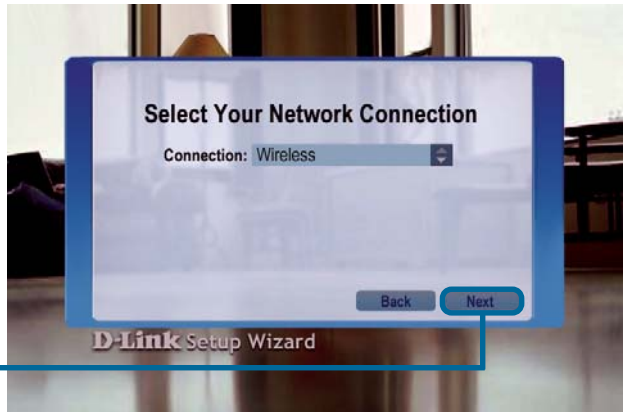 Select Your Network Connection
Connection: Wireless
Back Next
D-Link Setup Wizard